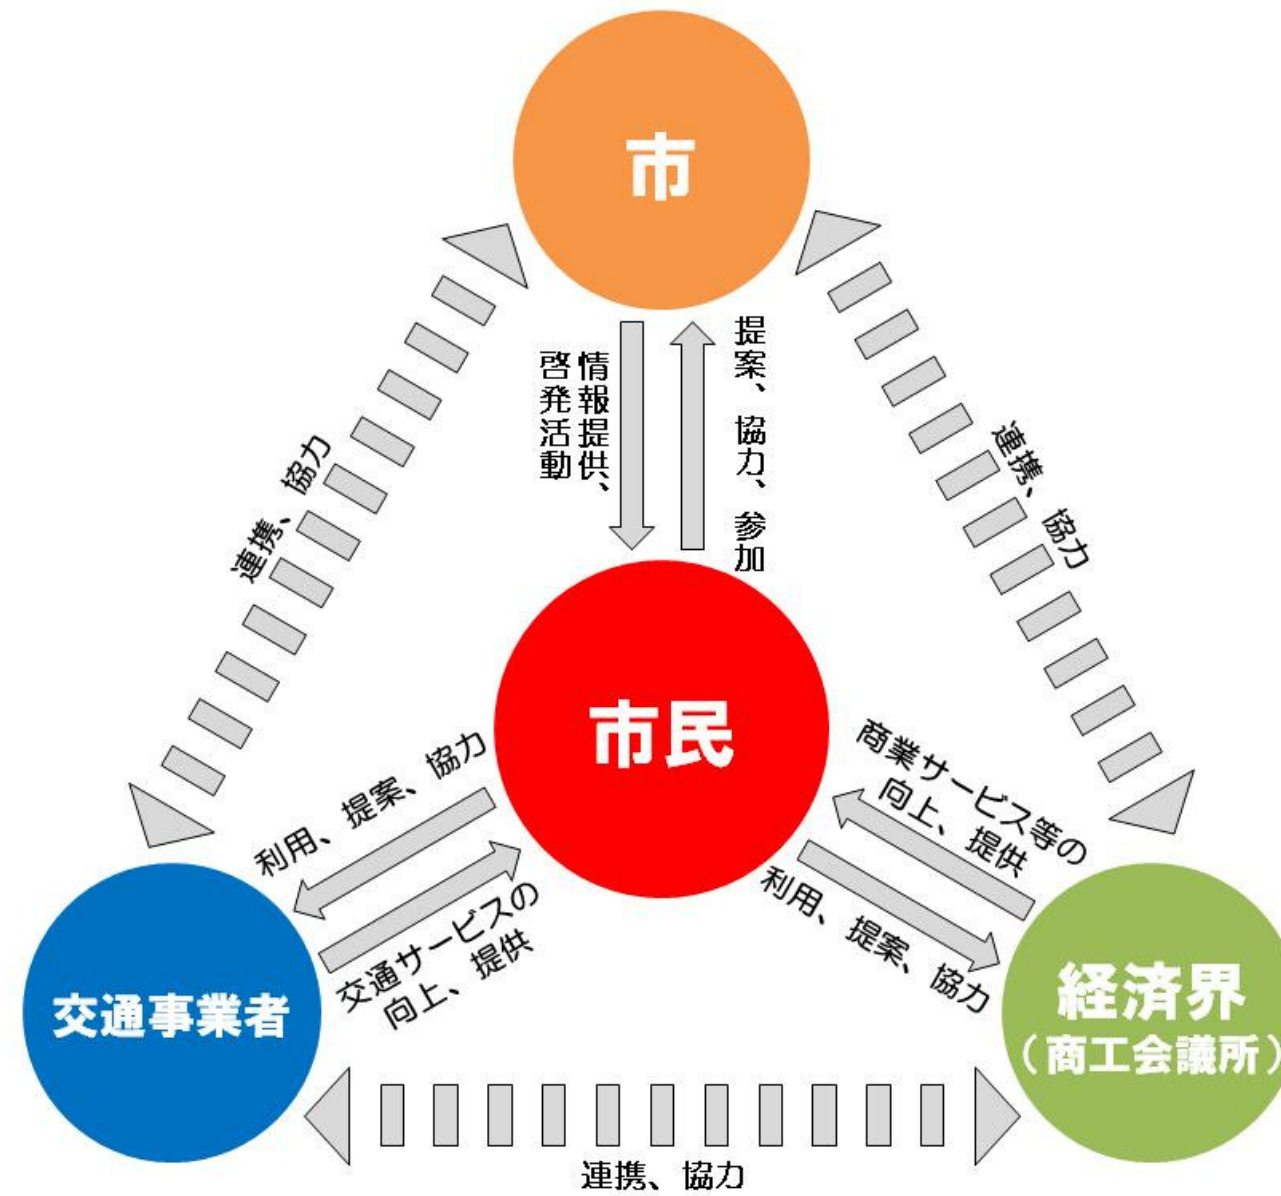 市
情報提供、
啓発活動
提案、協力、参加
連携、協力
連携、協力
市民
利用、提案、協力
交通サービスの
向上、提供
商業サービス等の
向上、提供
利用、提案、協力
交通事業者
経済界
（商工会議所）
連携、協力